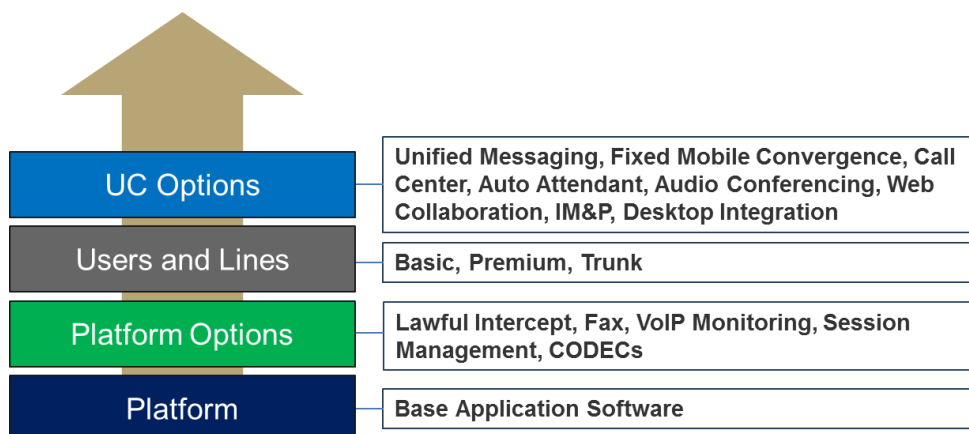 UC Options
Unified Messaging, Fixed Mobile Convergence, Call
Center, Auto Attendant, Audio Conferencing, Web
Collaboration, IM&P, Desktop Integration
Users and Lines
Basic, Premium, Trunk
Platform Options
Lawful Intercept, Fax, VoIP Monitoring, Session
Management, CODECs
Platform
Base Application Software